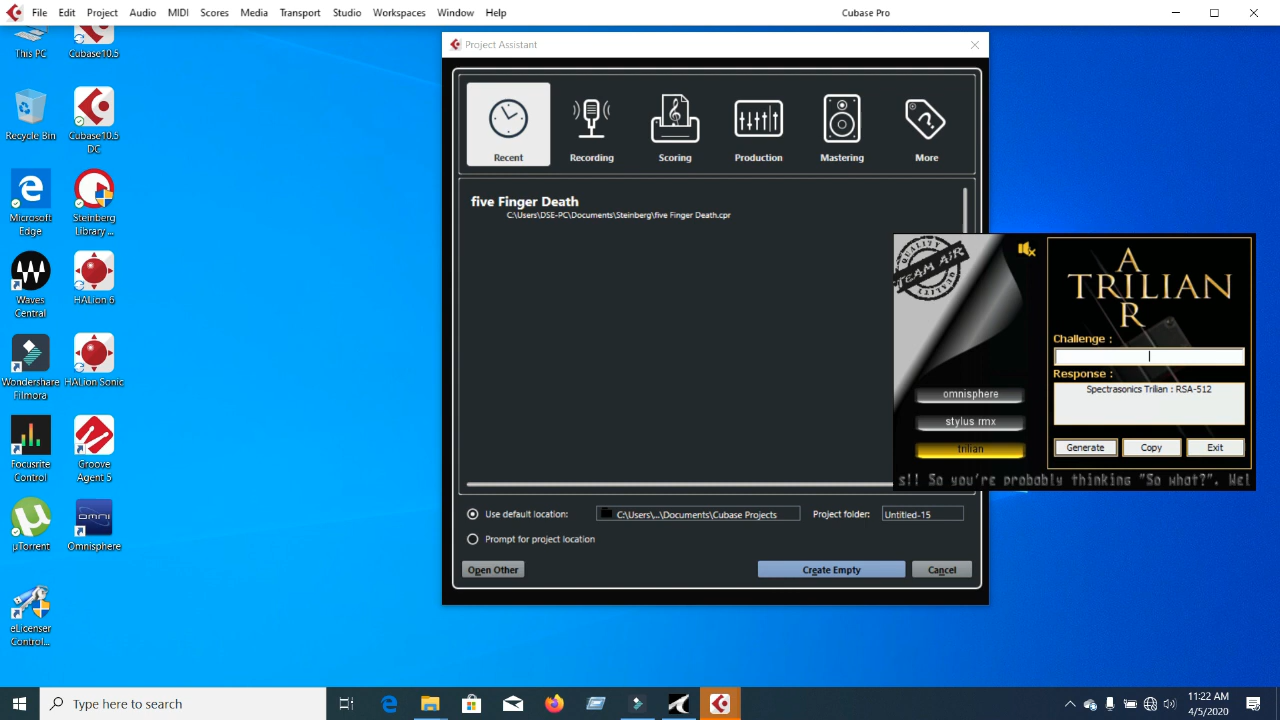 File Edit Project Audio MIDI Scores Media Transport Studio Workspaces Window Help
Cubase Pro
This PC
Cubase10.5
Recycle Bin
Cubase10.5
DC
Microsoft
Edge
Steinberg
Library ...
Waves
Central
HALion 6
Wondershare
Filmora
HALion Sonic
Focusrite
Control
Groove
Agent 5
µTorrent
OMNI
Omnisphere
eLicenser
Control...
Project Assistant
Recent
Recording
Scoring
Production
Mastering
More
five Finger Death
C:\Users\DSE-PC\Documents\Steinberg\five Finger Death.cpr
Use default location:
C:\Users\...\Documents\Cubase Projects
Project folder:
Untitled-15
Prompt for project location
Open Other
Create Empty
Cancel
QUALITY
TEAM AiR
A
TRILIAN
R
Challenge :
Response :
Spectrasonics Trilian : RSA-512
omnisphere
stylus rmx
trilian
Generate
Copy
Exit
s!! So you're probably thinking "So what?". Wel
Type here to search
11:22 AM
4/5/2020